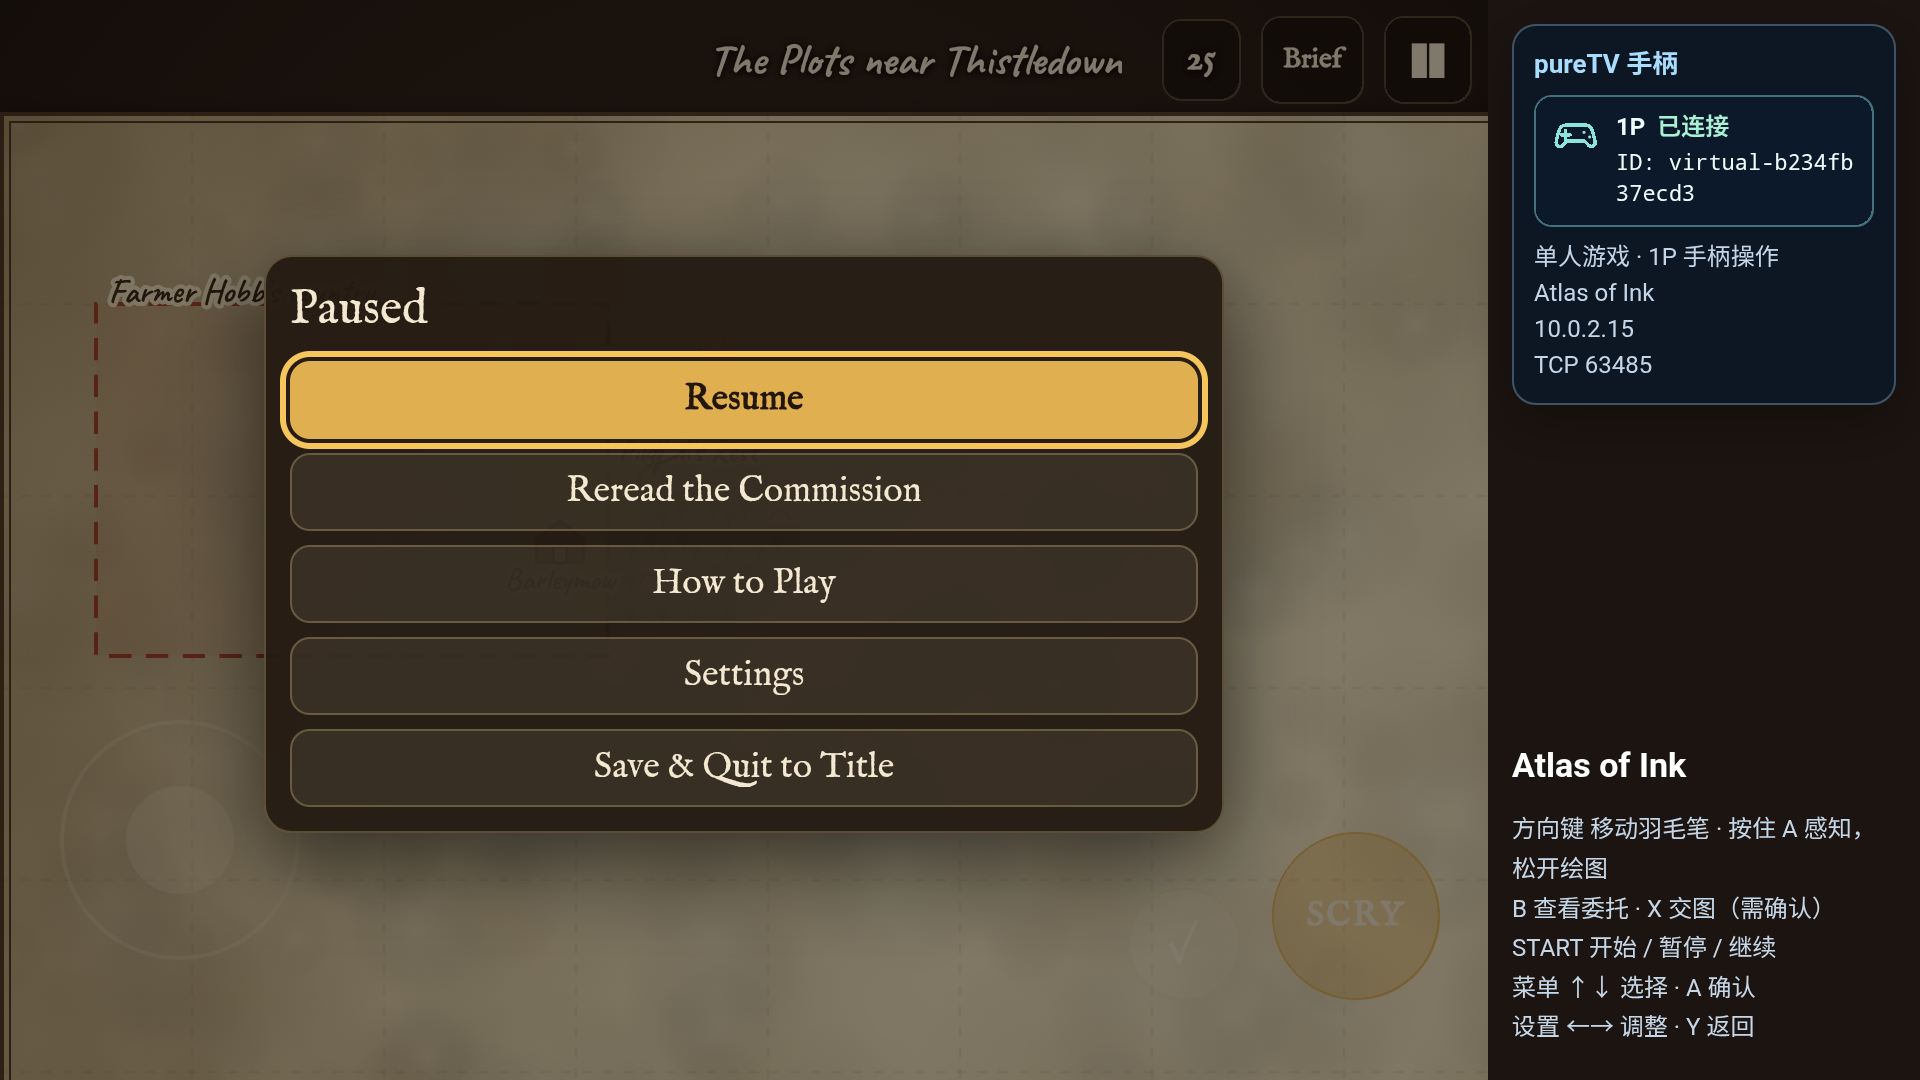 The Plots near Thistledown
25
Brief
Farmer Hobb's
Paused
Resume
Reread the Commission
How to Play
Barleymow
Settings
Save & Quit to Title
SCRY
✓
pureTV 手柄
1P 已连接
ID: virtual-b234fb
37ecd3
单人游戏 · 1P 手柄操作
Atlas of Ink
10.0.2.15
TCP 63485
Atlas of Ink
方向键 移动羽毛笔 · 按住 A 感知，
松开绘图
B 查看委托 · X 交图（需确认）
START 开始 / 暂停 / 继续
菜单 ↑↓ 选择 · A 确认
设置 ←→ 调整 · Y 返回